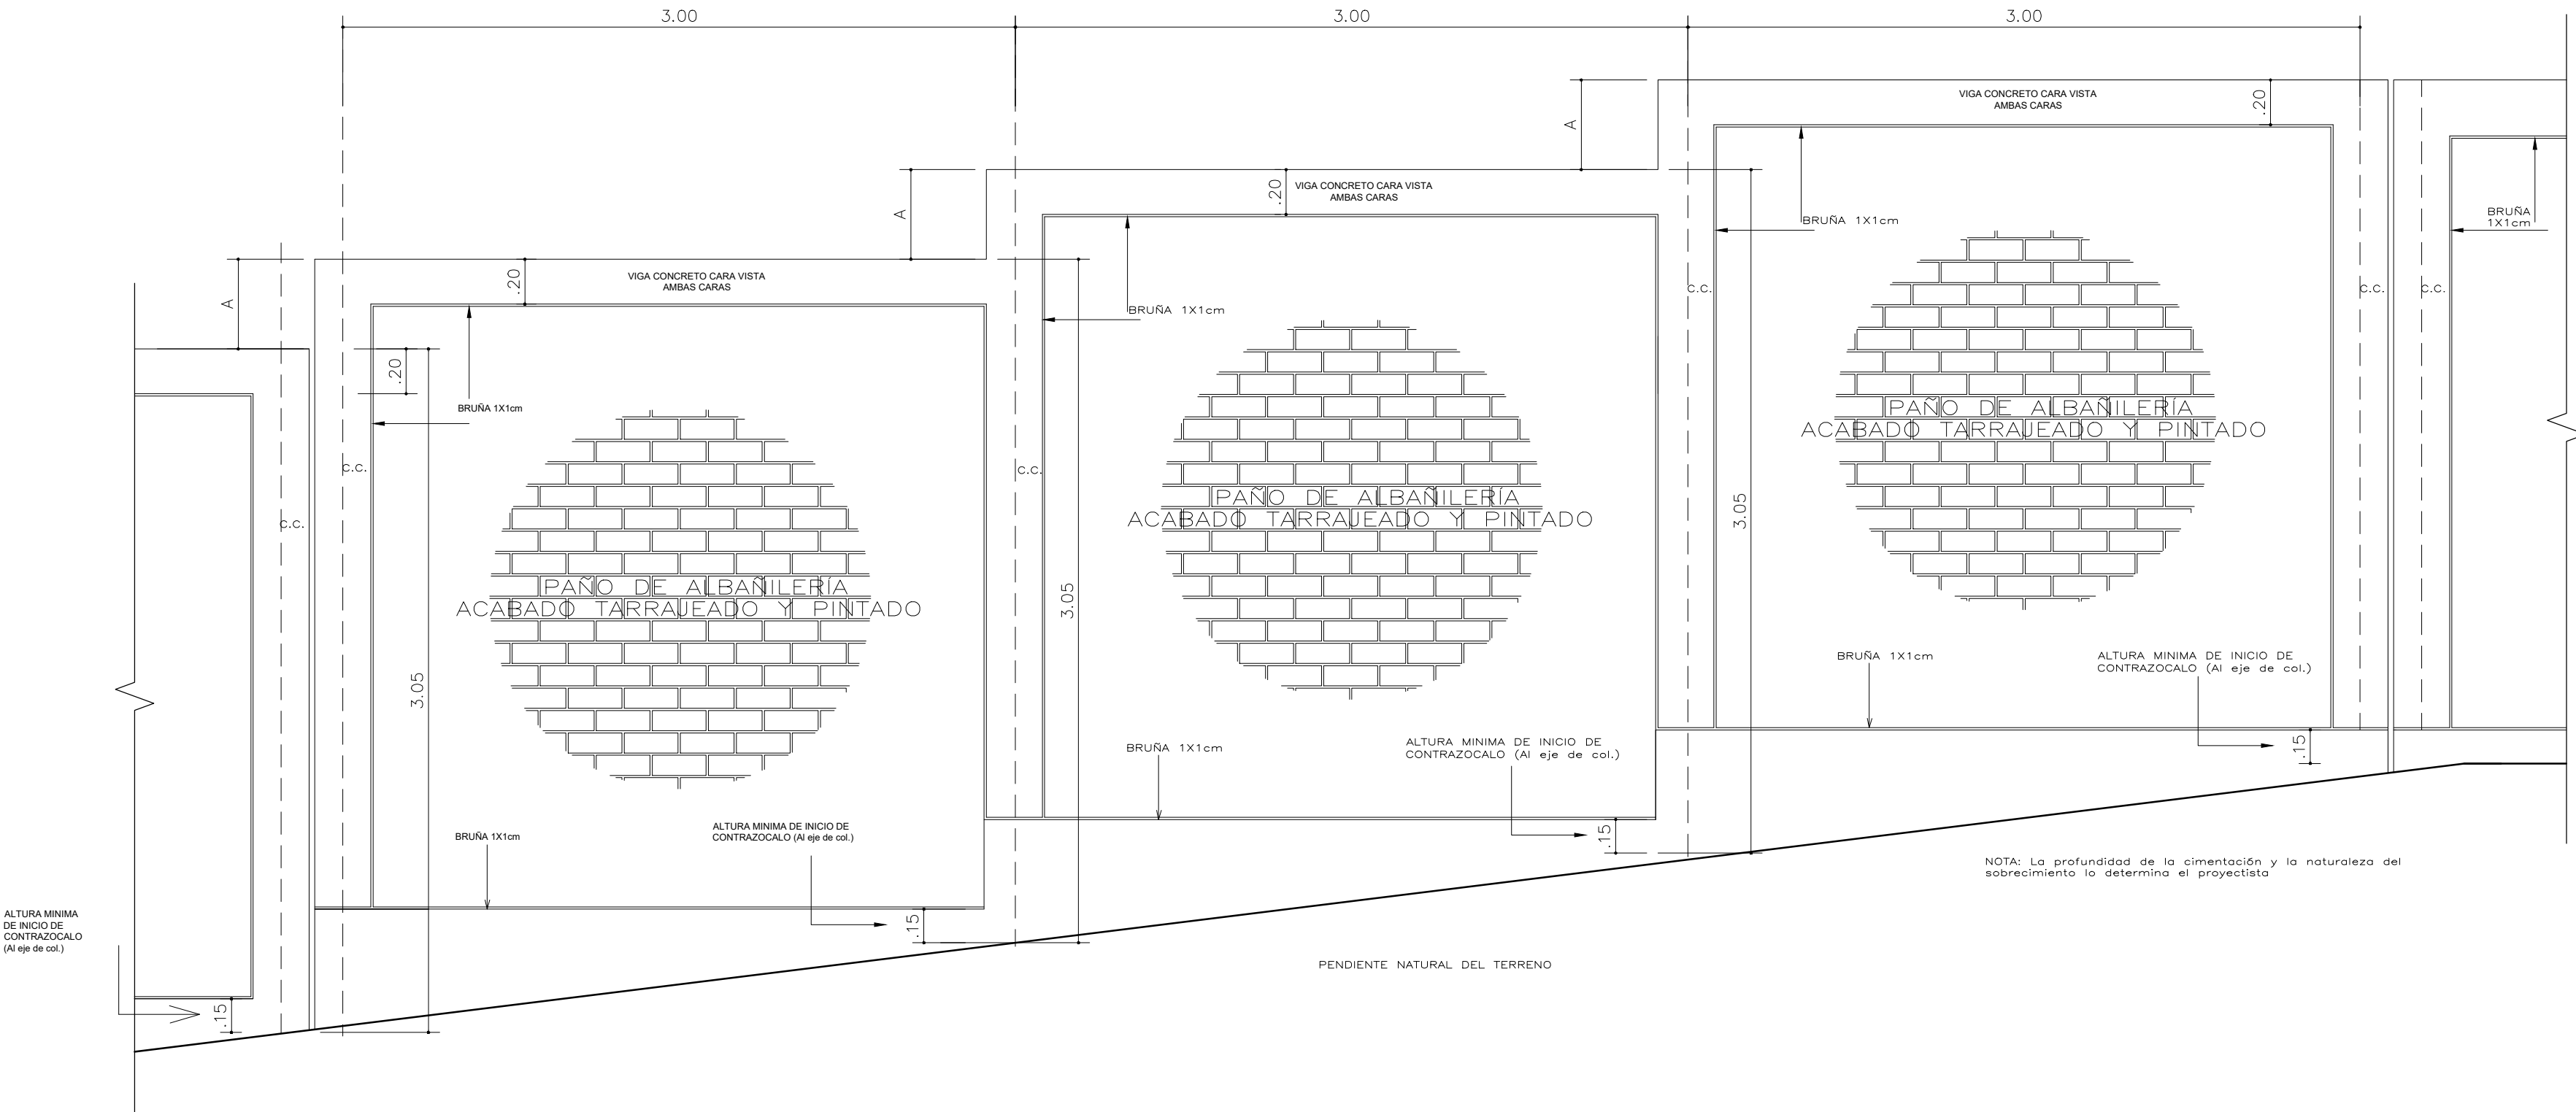 3.00
3.00
3.00
VIGA CONCRETO CARA VISTA
AMBAS CARAS
.20
A
VIGA CONCRETO CARA VISTA
AMBAS CARAS
.20
A
BRUÑA 1X1cm
BRUÑA
1X1cm
VIGA CONCRETO CARA VISTA
AMBAS CARAS
.20
A
c.c.
c.c.
c.c.
BRUÑA 1X1cm
.20
BRUÑA 1X1cm
PAÑO DE ALBAÑILERÍA
ACABADO TARRAJEADO Y PINTADO
c.c.
c.c.
c.c.
PAÑO DE ALBAÑILERÍA
ACABADO TARRAJEADO Y PINTADO
3.05
PAÑO DE ALBAÑILERÍA
ACABADO TARRAJEADO Y PINTADO
3.05
3.05
BRUÑA 1X1cm
ALTURA MINIMA DE INICIO DE
CONTRAZOCALO (Al eje de col.)
.15
BRUÑA 1X1cm
ALTURA MINIMA DE INICIO DE
CONTRAZOCALO (Al eje de col.)
.15
BRUÑA 1X1cm
ALTURA MINIMA DE INICIO DE
CONTRAZOCALO (Al eje de col.)
.15
NOTA: La profundidad de la cimentación y la naturaleza del
sobrecimiento lo determina el proyectista
ALTURA MINIMA
DE INICIO DE
CONTRAZOCALO
(Al eje de col.)
.15
PENDIENTE NATURAL DEL TERRENO